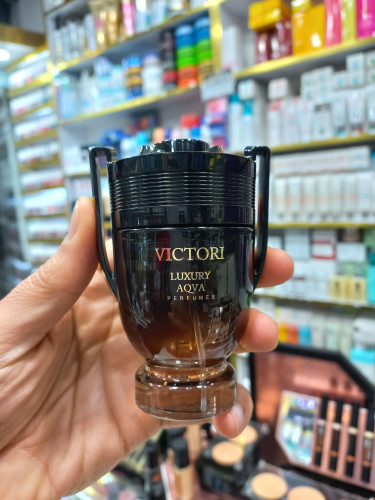 VICTORI
LUXURY
AQVA
PERFUMES